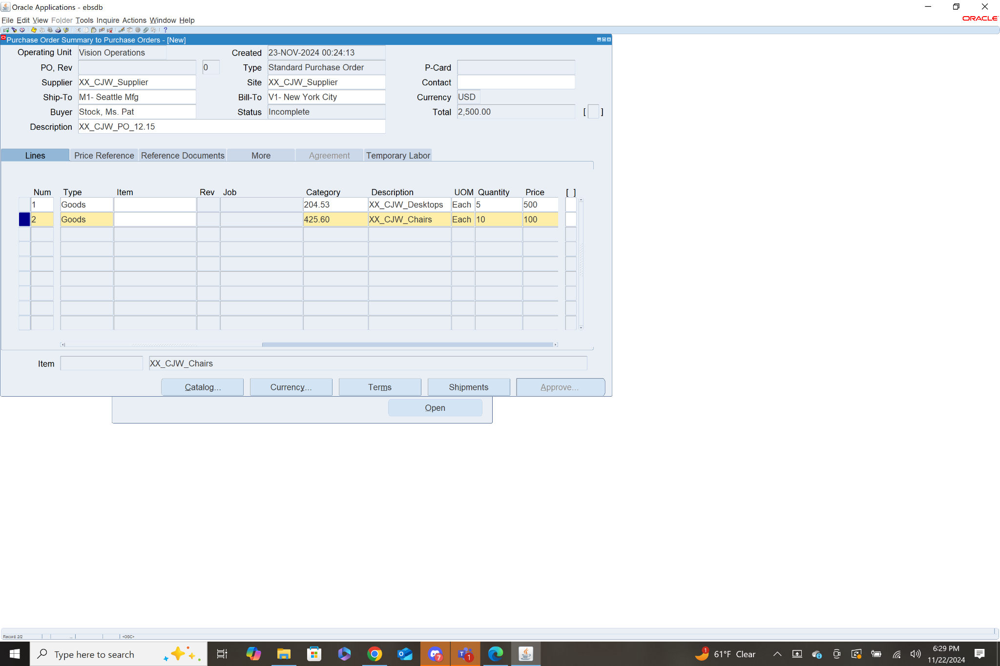 Oracle Applications - ebsdb
File Edit View Folder Tools Inquire Actions Window Help
ORACLE
Purchase Order Summary to Purchase Orders - [New]
Operating Unit Vision Operations Created 23-NOV-2024 00:24:13
PO, Rev 0 Type Standard Purchase Order P-Card
Supplier XX_CJW_Supplier Site XX_CJW_Supplier Contact
Ship-To M1- Seattle Mfg Bill-To V1- New York City Currency USD
Buyer Stock, Ms. Pat Status Incomplete Total 2,500.00 [ ]
Description XX_CJW_PO_12.15
Lines Price Reference Reference Documents More Agreement Temporary Labor
Num Type Item Rev Job Category Description UOM Quantity Price [ ]
1 Goods 204.53 XX_CJW_Desktops Each 5 500
2 Goods 425.60 XX_CJW_Chairs Each 10 100
Item XX_CJW_Chairs
Catalog... Currency... Terms Shipments Approve...
Open
Record: 2/2 ... <OSC>
Type here to search 7 T 1 1 61°F Clear 6:29 PM
11/22/2024